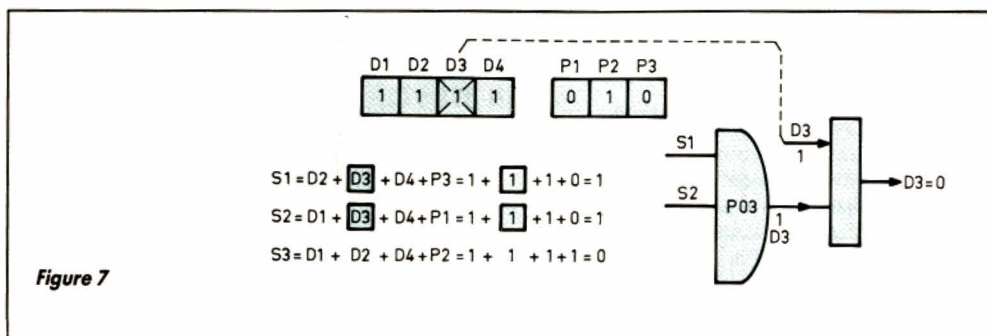 D1 D2 D3 D4 P1 P2 P3
1 1 1 1 0 1 0
D3
1
S1
S2
P03
1
D3
D3=0
S1=D2 + D3 + D4+P3=1+ 1 +1+0=1
S2=D1 + D3 + D4+P1=1+ 1 +1+0=1
S3=D1 + D2 + D4+P2=1 + 1 +1+1=0
Figure 7